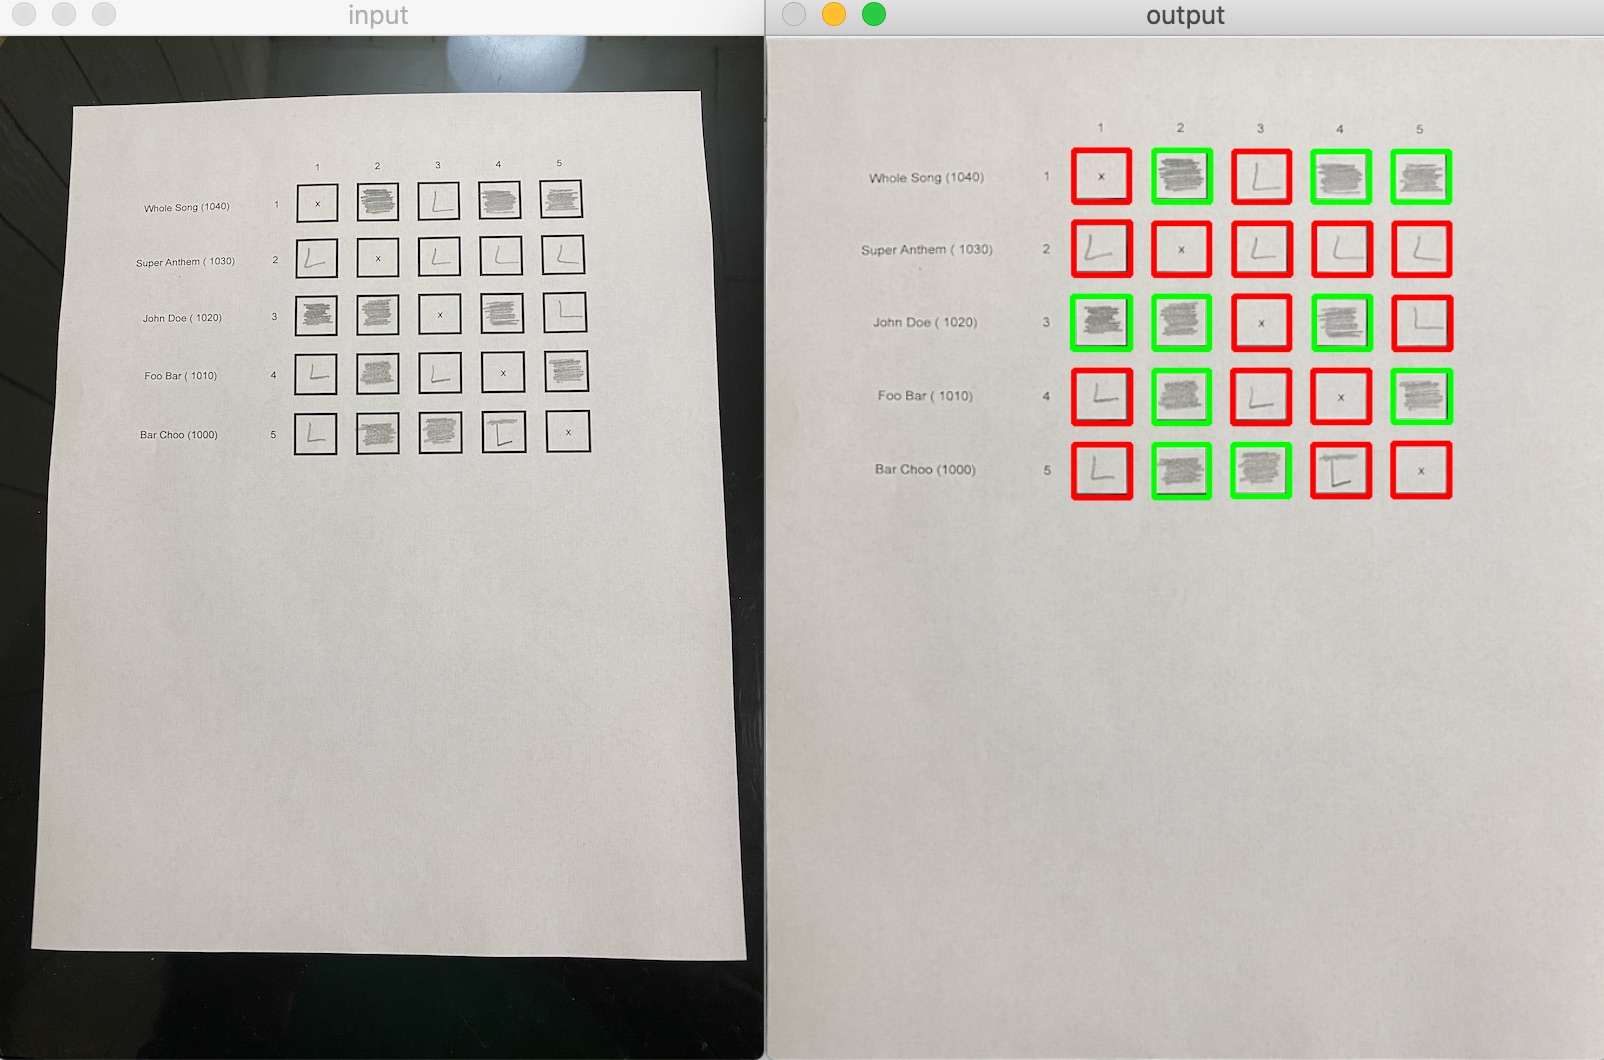 input
1 2 3 4 5
Whole Song (1040) 1 x L
Super Anthem ( 1030) 2 L x L L L
John Doe ( 1020) 3 x L
Foo Bar ( 1010) 4 L L x
Bar Choo (1000) 5 L L x
output
1 2 3 4 5
Whole Song (1040) 1 x L
Super Anthem ( 1030) 2 L x L L L
John Doe ( 1020) 3 x L
Foo Bar ( 1010) 4 L L x
Bar Choo (1000) 5 L L x